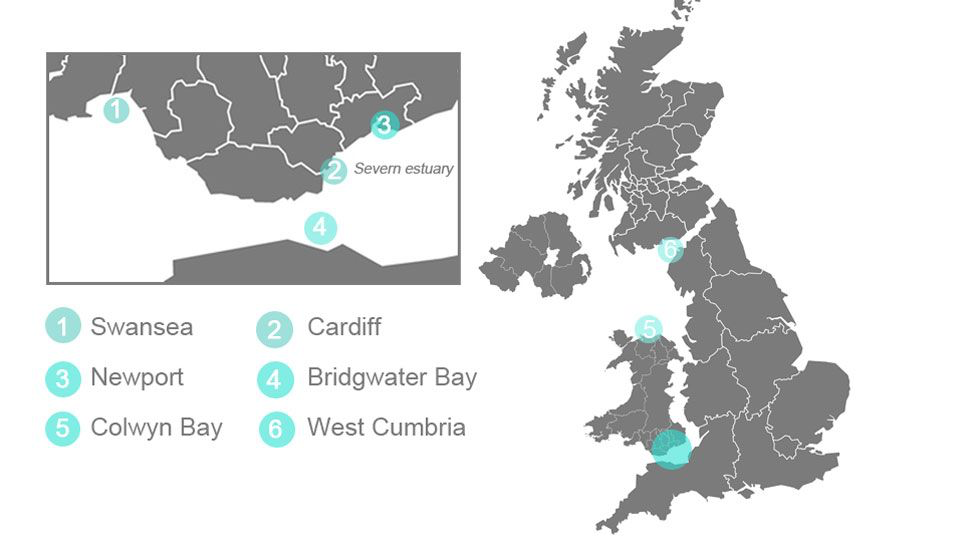 1
3
2
Severn estuary
4
1 Swansea
2 Cardiff
3 Newport
4 Bridgwater Bay
5 Colwyn Bay
6 West Cumbria
6
5